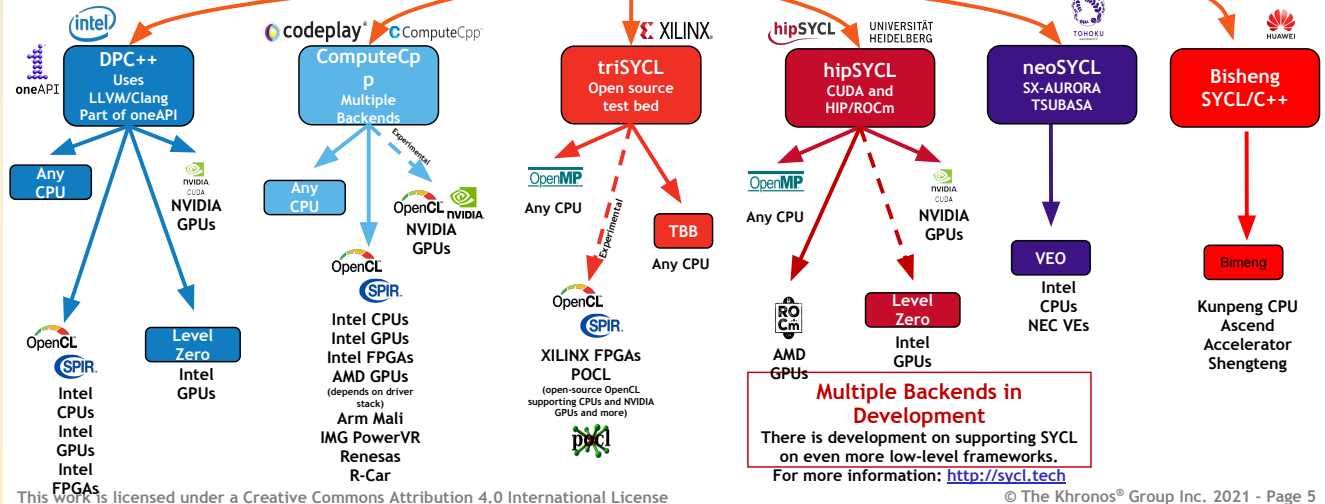 intel
oneAPI
DPC++
Uses
LLVM/Clang
Part of oneAPI
Any
CPU
NVIDIA
CUDA
NVIDIA
GPUs
OpenCL
SPIR.
Intel
CPUs
Intel
GPUs
Intel
FPGAs
Level
Zero
Intel
GPUs
codeplay®
ComputeCpp™
ComputeCp
p
Multiple
Backends
Experimental
Any
CPU
OpenCL
NVIDIA.
NVIDIA
GPUs
OpenCL
SPIR.
Intel CPUs
Intel GPUs
Intel FPGAs
AMD GPUs
(depends on driver
stack)
Arm Mali
IMG PowerVR
Renesas
R-Car
XILINX®
triSYCL
Open source
test bed
OpenMP
Any CPU
Experimental
TBB
Any CPU
OpenCL
SPIR.
XILINX FPGAs
POCL
(open-source OpenCL
supporting CPUs and NVIDIA
GPUs and more)
pocl
hipSYCL
UNIVERSITÄT
HEIDELBERG
hipSYCL
CUDA and
HIP/ROCm
OpenMP
Any CPU
NVIDIA
CUDA
NVIDIA
GPUs
ROCm
AMD
GPUs
Level
Zero
Intel
GPUs
TOHOKU
UNIVERSITY
neoSYCL
SX-AURORA
TSUBASA
VEO
Intel
CPUs
NEC VEs
HUAWEI
Bisheng
SYCL/C++
Bimeng
Kunpeng CPU
Ascend
Accelerator
Shengteng
Multiple Backends in
Development
There is development on supporting SYCL
on even more low-level frameworks.
For more information: http://sycl.tech
This work is licensed under a Creative Commons Attribution 4.0 International License
© The Khronos® Group Inc. 2021 - Page 5